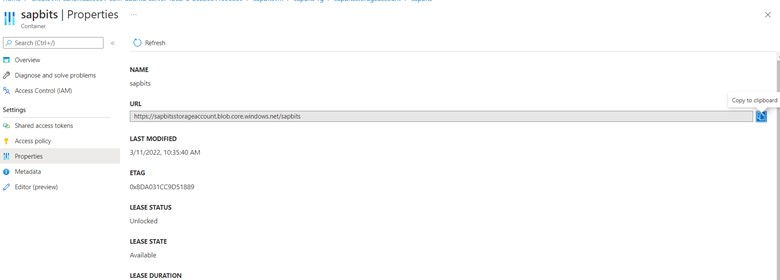 sapbits | Properties ...
Container
Search (Ctrl+/)
«
Refresh
Overview
Diagnose and solve problems
Access Control (IAM)
Settings
Shared access tokens
Access policy
Properties
Metadata
Editor (preview)
NAME
sapbits
URL
Copy to clipboard
https://sapbitsstorageaccount.blob.core.windows.net/sapbits
LAST MODIFIED
3/11/2022, 10:35:40 AM
ETAG
0x8DA031CC9D51889
LEASE STATUS
Unlocked
LEASE STATE
Available
LEASE DURATION